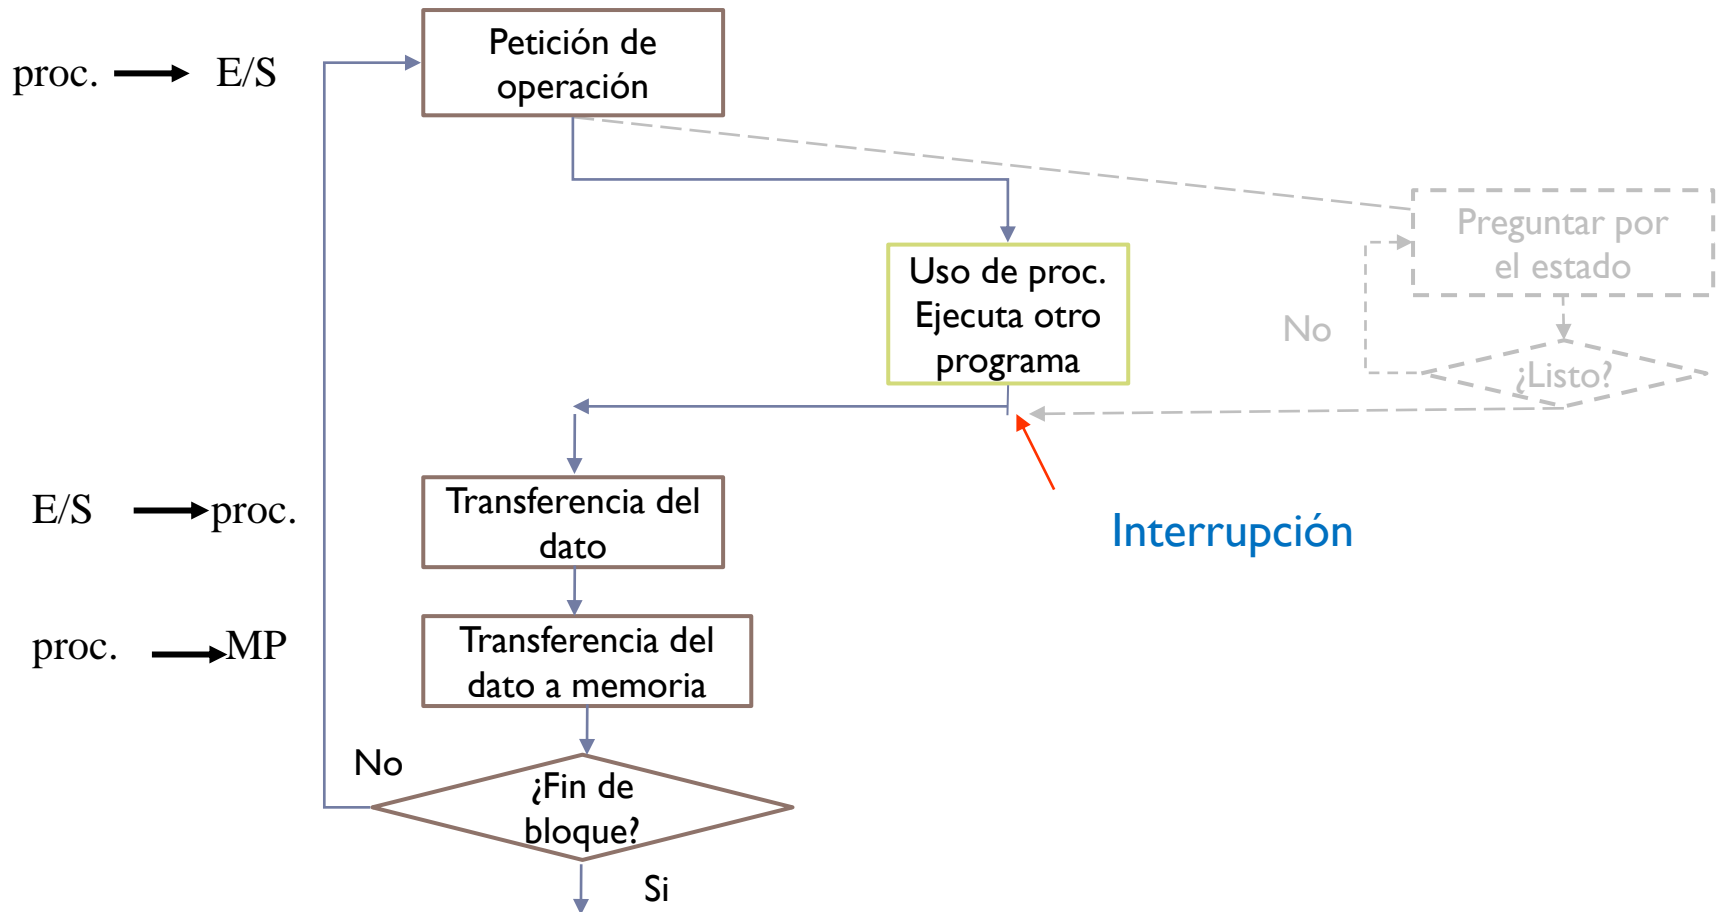 Petición de
operación
proc. E/S
Preguntar por
el estado
Uso de proc.
Ejecuta otro
programa
No
¿Listo?
Transferencia del
dato
E/S proc.
Interrupción
Transferencia del
dato a memoria
proc. MP
No
¿Fin de
bloque?
Si